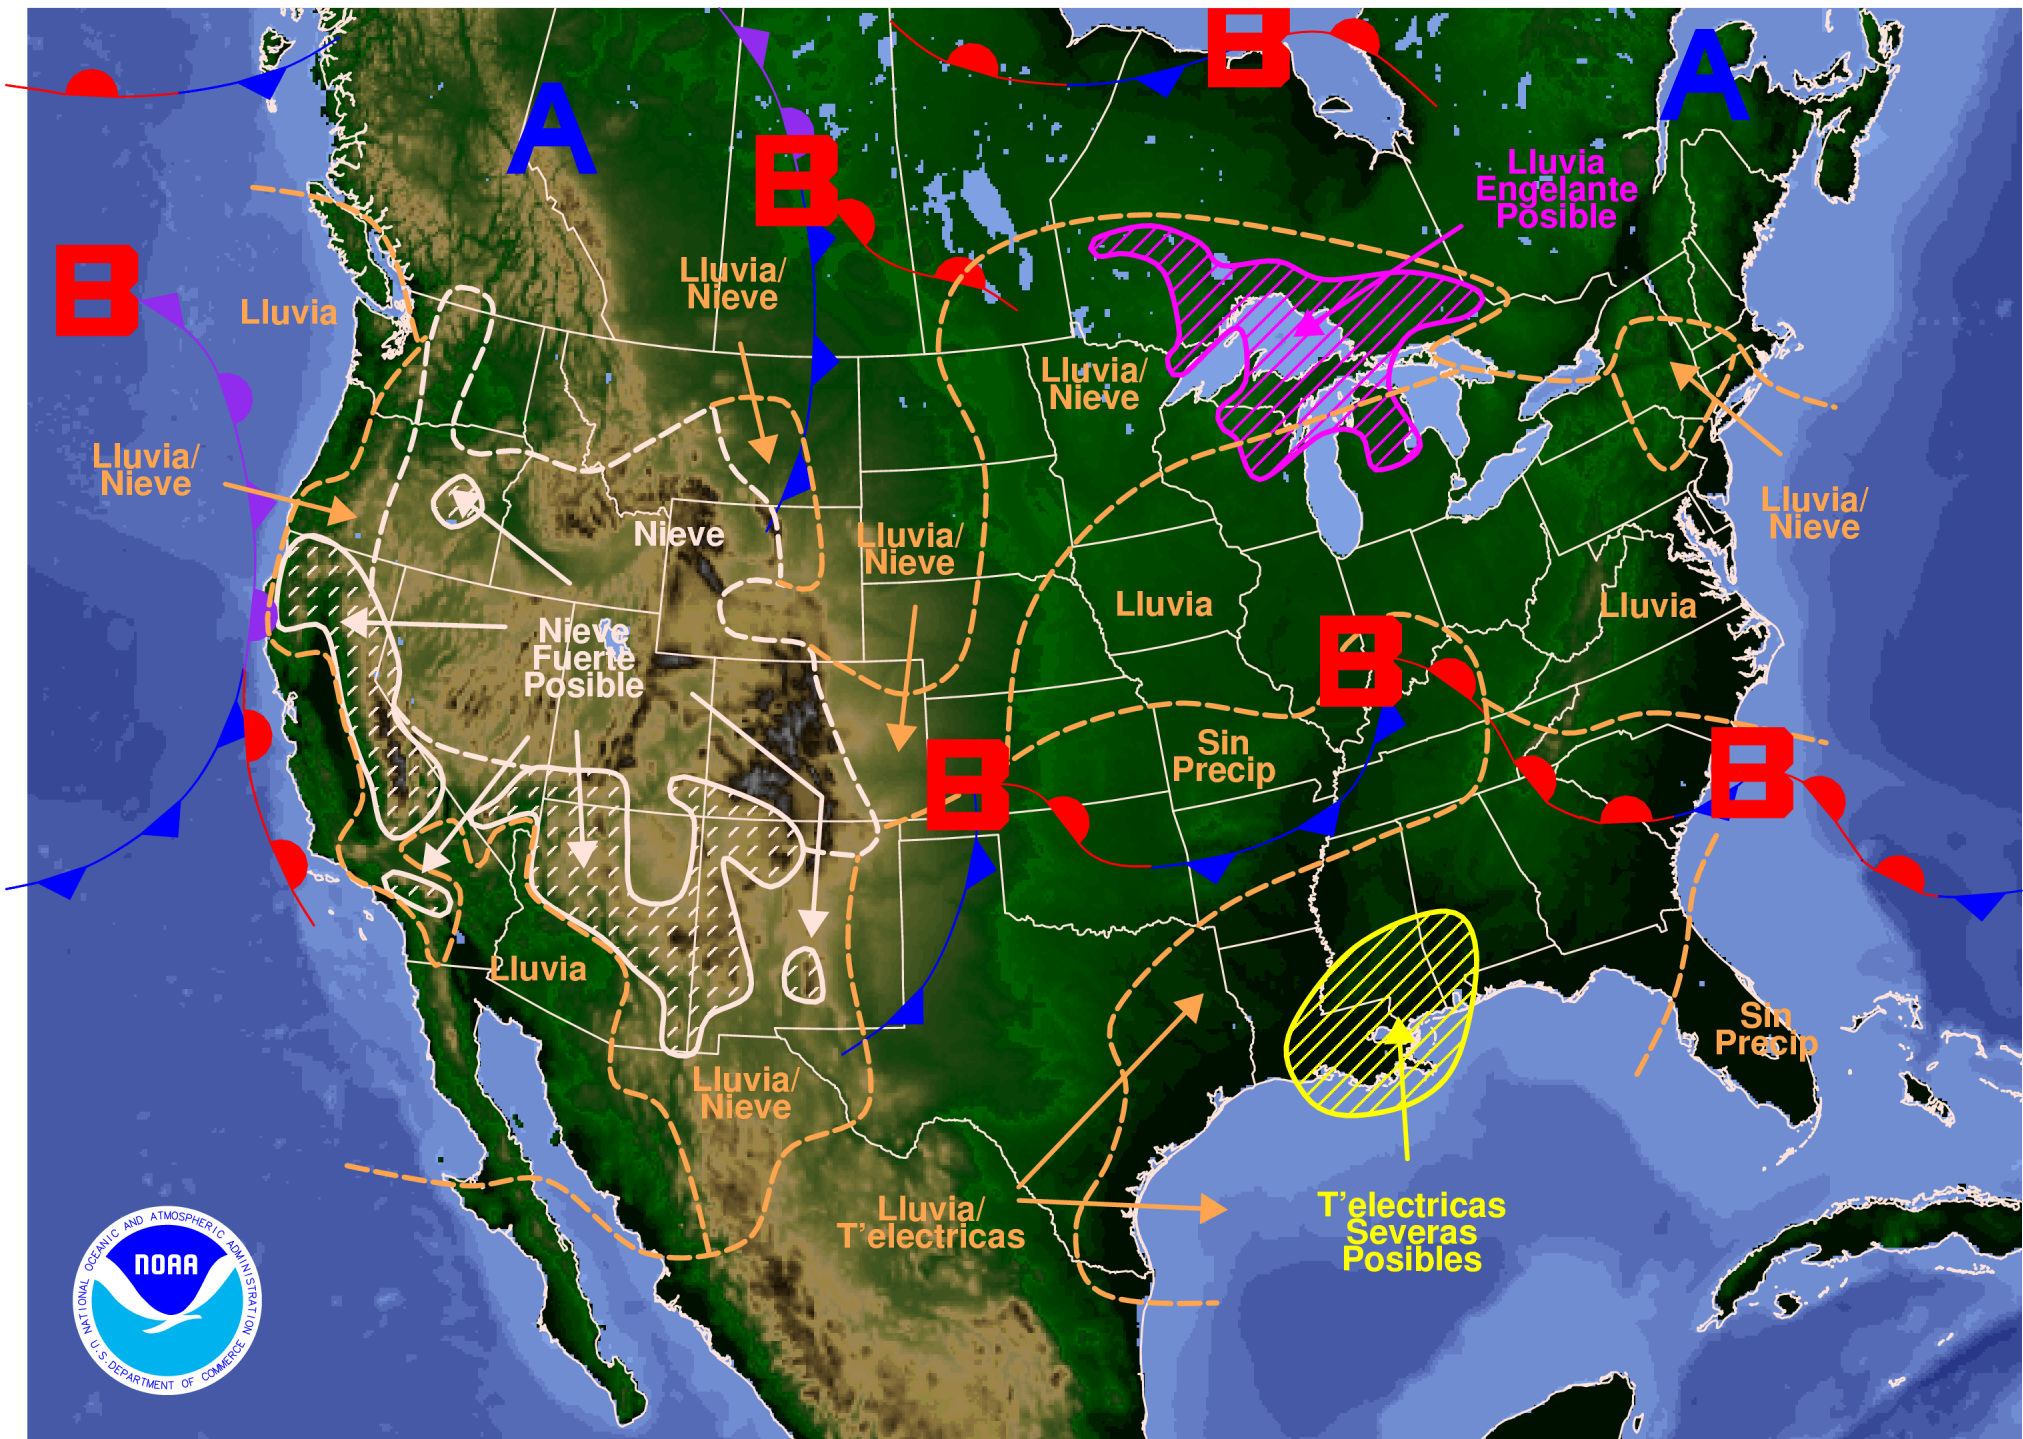 B
A
A
Lluvia
Engelante
Posible
B
B
Lluvia/
Nieve
Lluvia
Lluvia/
Nieve
Lluvia/
Nieve
Lluvia/
Nieve
Nieve
Lluvia/
Nieve
Lluvia
Lluvia
Nieve
Fuerte
Posible
B
Sin
Precip
B
B
Lluvia
Sin
Precip
Lluvia/
Nieve
Lluvia/
T'electricas
T'electricas
Severas
Posibles
NATIONAL OCEANIC AND ATMOSPHERIC ADMINISTRATION
NOAA
U.S. DEPARTMENT OF COMMERCE